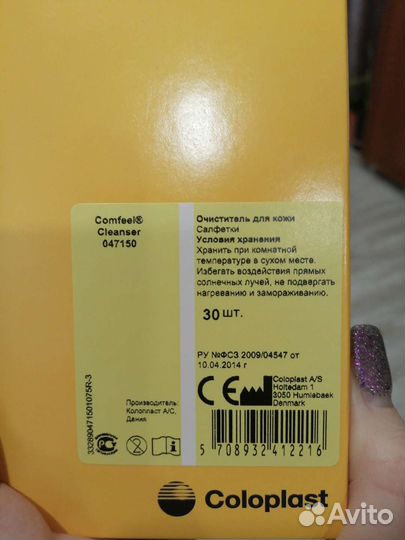 Comfeel®
Cleanser
047150
Очиститель для кожи
Салфетки
Условия хранения
Хранить при комнатной
температуре в сухом месте.
Избегать воздействия прямых
солнечных лучей, не подвергать
нагреванию и замораживанию.
30 шт.
РУ №ФСЗ 2009/04547 от
10.04.2014 г
332890471501075R-3
Производитель:
Колопласт А/С,
Дания
CE
Coloplast A/S
Holtedam 1
3050 Humlebaek
Denmark
5 708932 412216
Coloplast
Avito